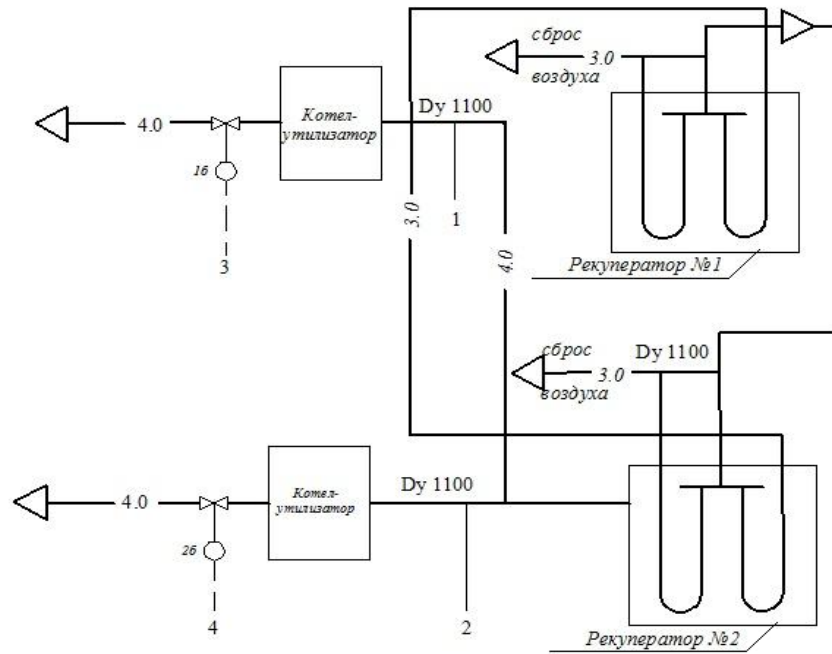 сброс
3.0
воздуха
Котел-
утилизатор
Dy 1100
4.0
1б
3.0
1
4.0
3
Рекуператор №1
сброс
Dy 1100
3.0
воздуха
Котел-
утилизатор
Dy 1100
4.0
2б
4
2
Рекуператор №2